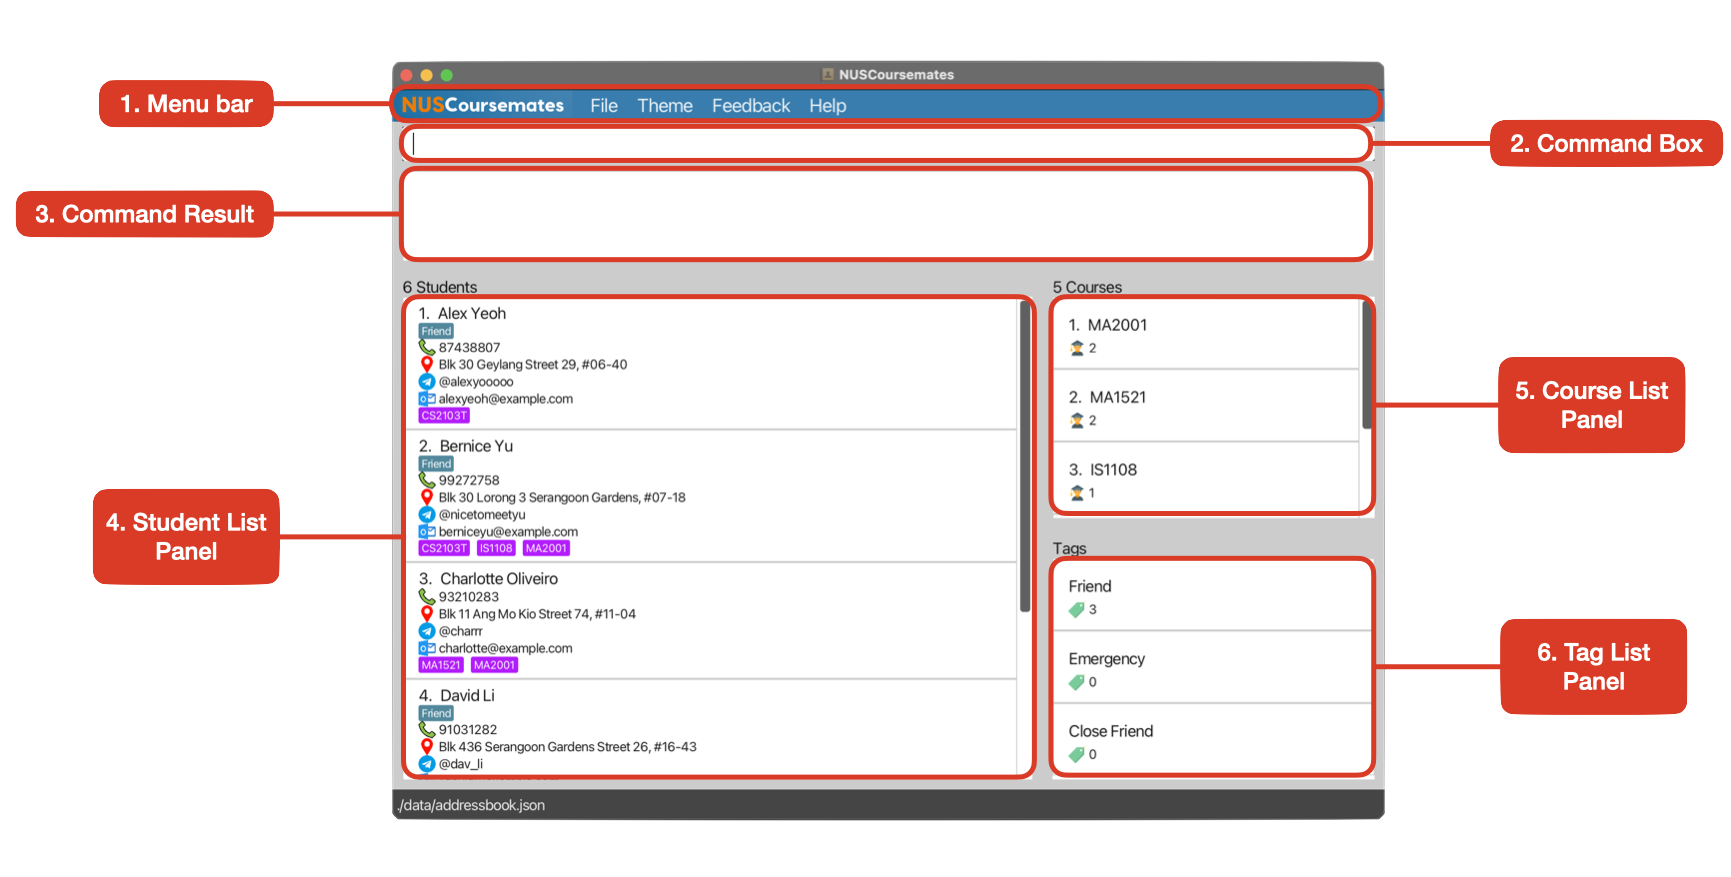 NUSCoursemates
1. Menu bar
NUSCoursemates File Theme Feedback Help
2. Command Box
3. Command Result
6 Students
1. Alex Yeoh
Friend
87438807
Blk 30 Geylang Street 29, #06-40
@alexyooooo
alexyeoh@example.com
CS2103T
2. Bernice Yu
Friend
99272758
Blk 30 Lorong 3 Serangoon Gardens, #07-18
@nicetomeetyu
berniceyu@example.com
CS2103T IS1108 MA2001
3. Charlotte Oliveiro
93210283
Blk 11 Ang Mo Kio Street 74, #11-04
@charrr
charlotte@example.com
MA1521 MA2001
4. David Li
Friend
91031282
Blk 436 Serangoon Gardens Street 26, #16-43
@dav_li
4. Student List
Panel
5 Courses
1. MA2001
2
2. MA1521
2
3. IS1108
1
5. Course List
Panel
Tags
Friend
3
Emergency
0
Close Friend
0
6. Tag List
Panel
./data/addressbook.json